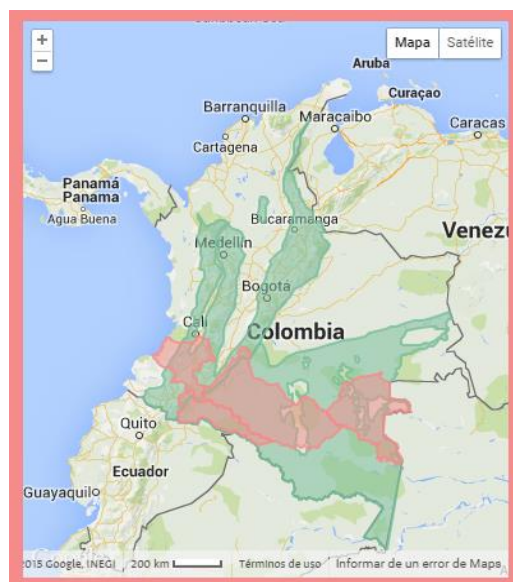 +
−
Mapa Satélite
Aruba
Curaçao
Barranquilla
Maracaibo
Caracas
Cartagena
Panamá
Panama
Agua Buena
Bucaramanga
Venez
Medellín
Bogotá
Cali
Colombia
Quito
Ecuador
Guayaquil
2015 Google, INEGI 200 km Términos de uso Informar de un error de Maps